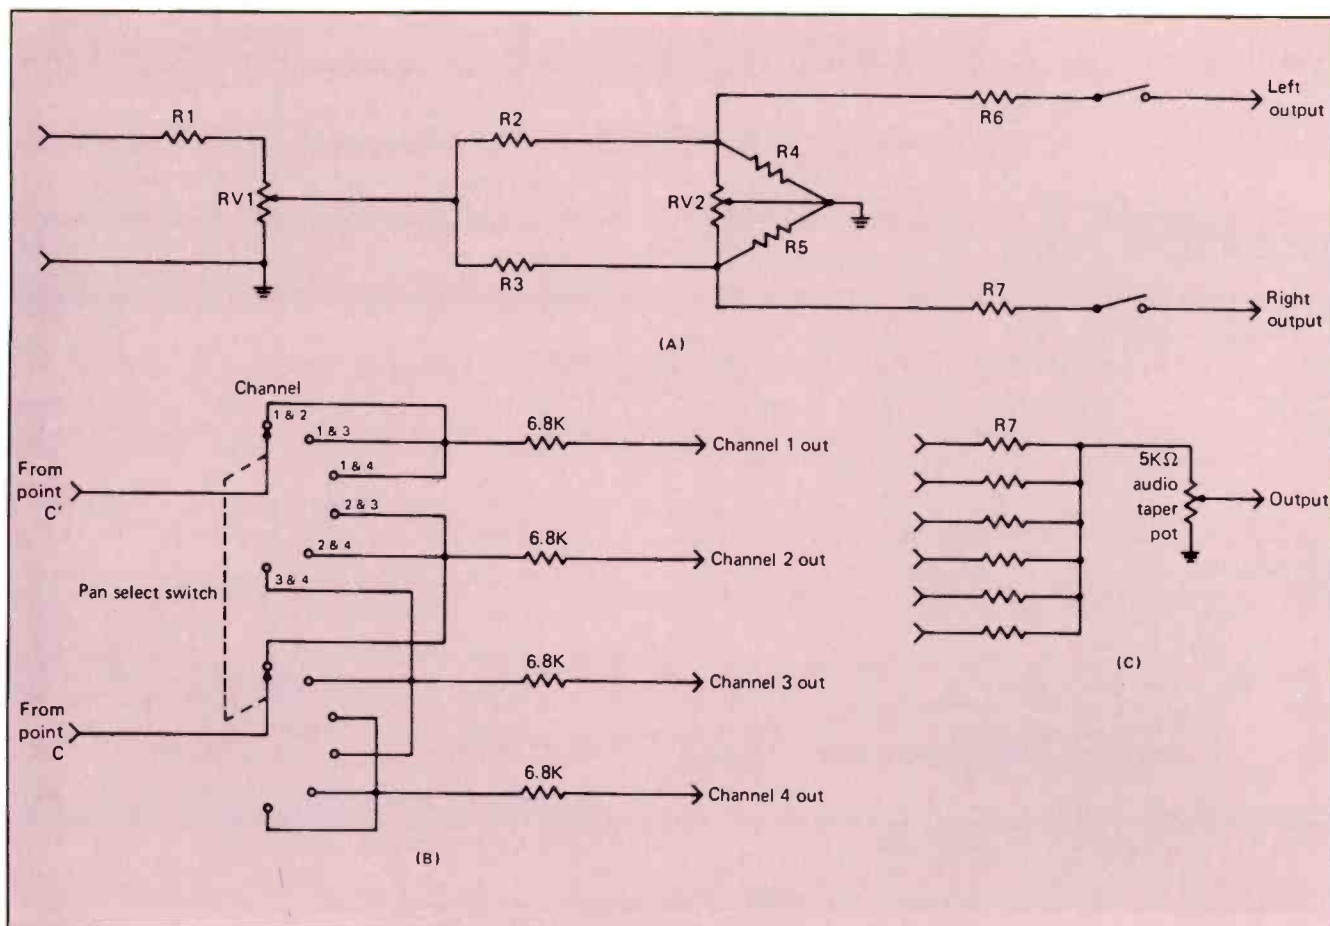 R1
RV1
R2
R3
RV2
R4
R5
R6
Left
output
R7
Right
output
(A)
Channel
1 & 2
1 & 3
1 & 4
2 & 3
2 & 4
3 & 4
From
point
C'
Pan select switch
From
point
C
6.8K
Channel 1 out
6.8K
Channel 2 out
6.8K
Channel 3 out
6.8K
Channel 4 out
(B)
R7
5KΩ
audio
taper
pot
Output
(C)